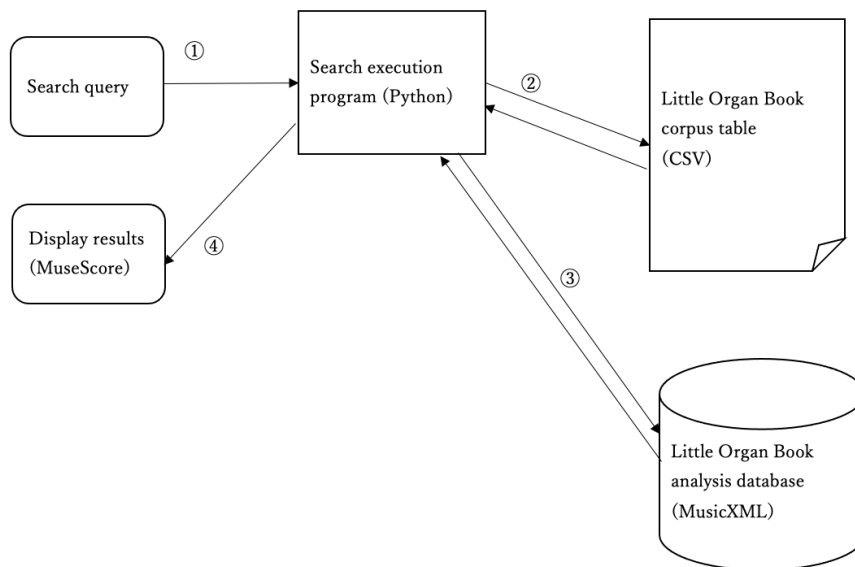 ①
Search query
Search execution
program (Python)
②
Little Organ Book
corpus table
(CSV)
Display results
(MuseScore)
④
③
Little Organ Book
analysis database
(MusicXML)